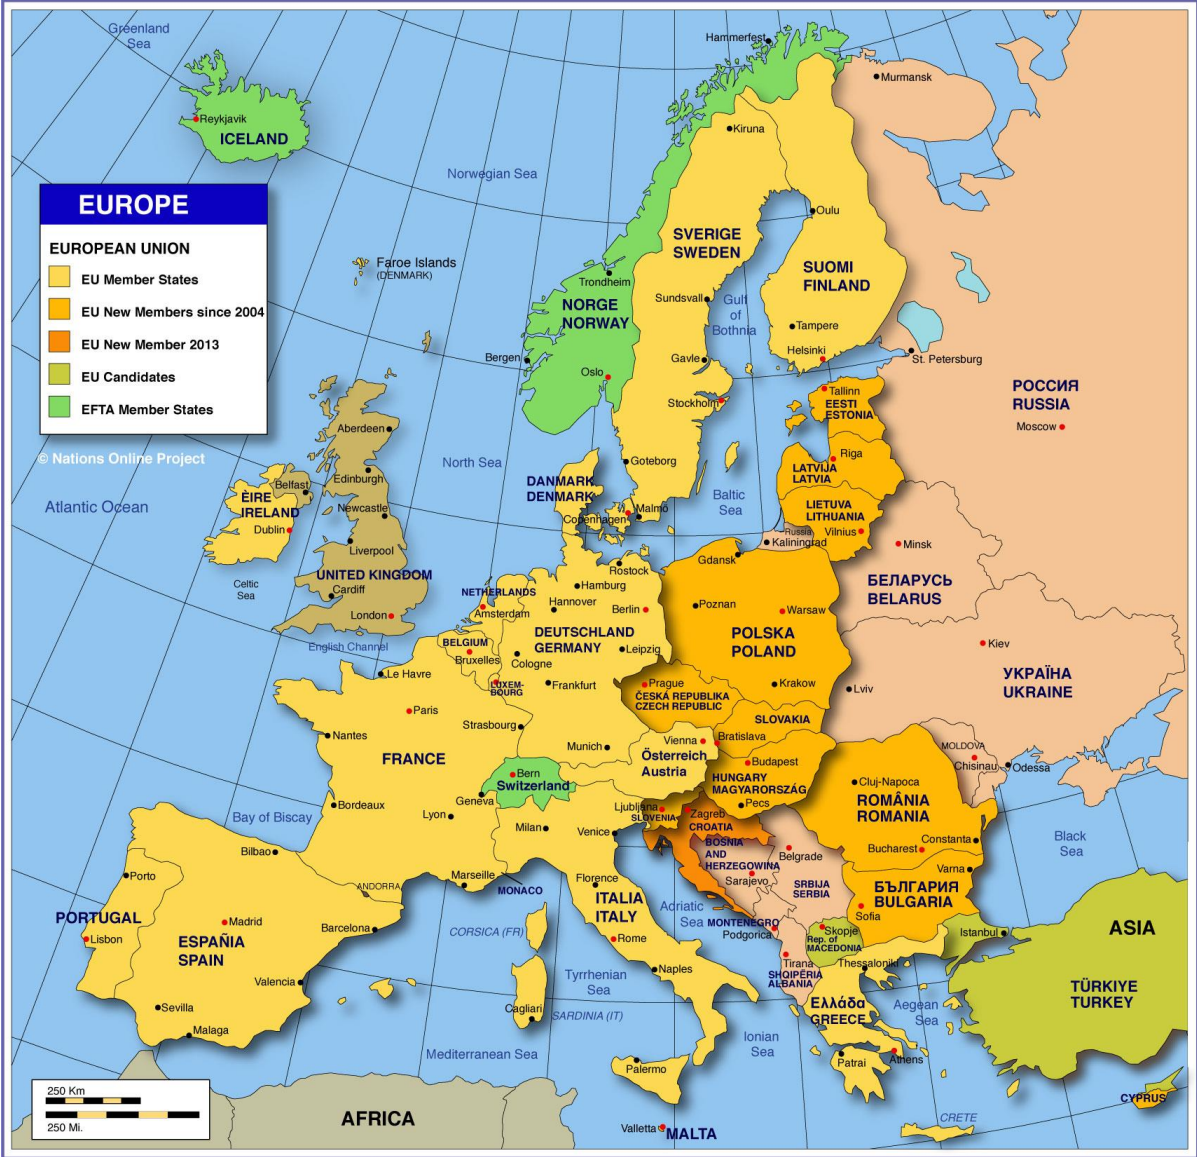 Greenland
Sea
Hammerfest
Murmansk
Reykjavik
ICELAND
Kiruna
Norwegian Sea
EUROPE
EUROPEAN UNION
EU Member States
EU New Members since 2004
EU New Member 2013
EU Candidates
EFTA Member States
© Nations Online Project
Faroe Islands
(DENMARK)
Oulu
SVERIGE
SWEDEN
SUOMI
FINLAND
Trondheim
NORGE
NORWAY
Sundsvall
Gulf
of
Bothnia
Tampere
Helsinki
St. Petersburg
Bergen
Oslo
Gavle
Stockholm
Tallinn
EESTI
ESTONIA
РОССИЯ
RUSSIA
Moscow
Aberdeen
North Sea
Goteborg
Riga
LATVIJA
LATVIA
Atlantic Ocean
Edinburgh
Belfast
ÈIRE
IRELAND
Dublin
Newcastle
Liverpool
DANMARK
DENMARK
Copenhagen
Malmö
Baltic
Sea
LIETUVA
LITHUANIA
Vilnius
Russia
Kaliningrad
Minsk
БЕЛАРУСЬ
BELARUS
Celtic
Sea
UNITED KINGDOM
Cardiff
London
English Channel
NETHERLANDS
Amsterdam
Rostock
Hamburg
Hannover
Berlin
Gdansk
Poznan
Warsaw
POLSKA
POLAND
Krakow
DEUTSCHLAND
GERMANY
Leipzig
BELGIUM
Bruxelles
Cologne
LUXEM-
BOURG
Frankfurt
Kiev
Lviv
УКРАЇНА
UKRAINE
Le Havre
Paris
Nantes
Strasbourg
FRANCE
Munich
Prague
ČESKÁ REPUBLIKA
CZECH REPUBLIC
SLOVAKIA
Bratislava
Vienna
Österreich
Austria
Budapest
HUNGARY
MAGYARORSZÁG
Pecs
MOLDOVA
Chisinau
Odessa
Cluj-Napoca
ROMÂNIA
ROMANIA
Bucharest
Constanta
Bern
Switzerland
Geneva
Bordeaux
Lyon
Bay of Biscay
Milan
Venice
Ljubljana
SLOVENIA
Zagreb
CROATIA
BOSNIA
AND
HERZEGOWINA
Sarajevo
Belgrade
SRBIJA
SERBIA
Varna
Black
Sea
БЪЛГАРИЯ
BULGARIA
Sofia
Bilbao
Porto
ANDORRA
Marseille
MONACO
Florence
ITALIA
ITALY
Rome
Adriatic
Sea
MONTENEGRO
Podgorica
Skopje
Rep. of
MACEDONIA
Tirana
SHQIPËRIA
ALBANIA
Istanbul
ASIA
PORTUGAL
Lisbon
Madrid
ESPAÑIA
SPAIN
Barcelona
Valencia
CORSICA (FR)
Tyrrhenian
Sea
Naples
Thessaloniki
Ελλάδα
GREECE
Aegean
Sea
TÜRKIYE
TURKEY
Sevilla
Malaga
Cagliari
SARDINIA (IT)
Mediterranean Sea
Ionian
Sea
Palermo
Patrai
Athens
CRETE
CYPRUS
250 Km
250 Mi.
AFRICA
Valletta
MALTA